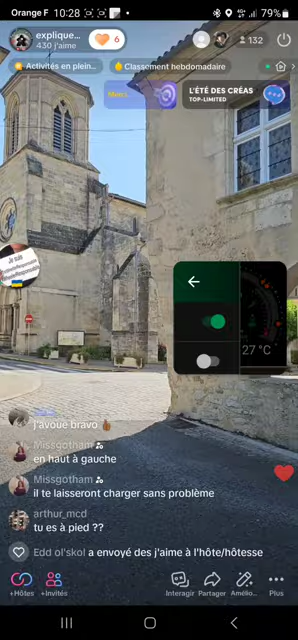 Orange F 10:28 79%
explique...
430 j'aime
6
132
Activités en plein...
Classement hebdomadaire
L'ÉTÉ DES CRÉAS
TOP-LIMITED
Je suis
27 °C
j'avoue bravo
Missgotham
en haut à gauche
Missgotham
il te laisseront charger sans problème
arthur_mcd
tu es à pied ??
Edd ol'skol a envoyé des j'aime à l'hôte/hôtesse
+Hôtes
+Invités
Interagir
Partager
Amélio...
Plus